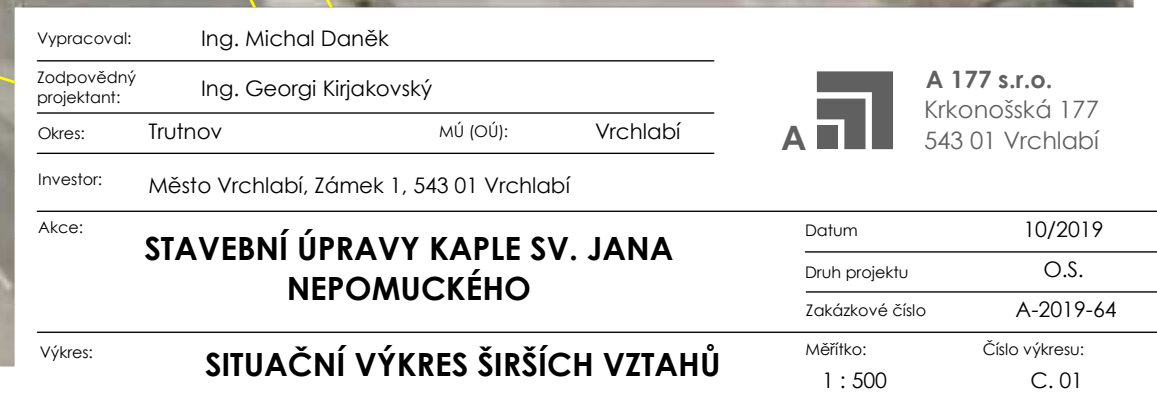 Vypracoval: Ing. Michal Daněk
Zodpovědný
projektant: Ing. Georgi Kirjakovský
Okres: Trutnov MÚ (OÚ): Vrchlabí
Investor: Město Vrchlabí, Zámek 1, 543 01 Vrchlabí
A
A 177 s.r.o.
Krkonošská 177
543 01 Vrchlabí
Akce: STAVEBNÍ ÚPRAVY KAPLE SV. JANA
NEPOMUCKÉHO
Datum 10/2019
Druh projektu O.S.
Zakázkové číslo A-2019-64
Výkres: SITUAČNÍ VÝKRES ŠIRŠÍCH VZTAHŮ
Měřítko: Číslo výkresu:
1 : 500 C. 01